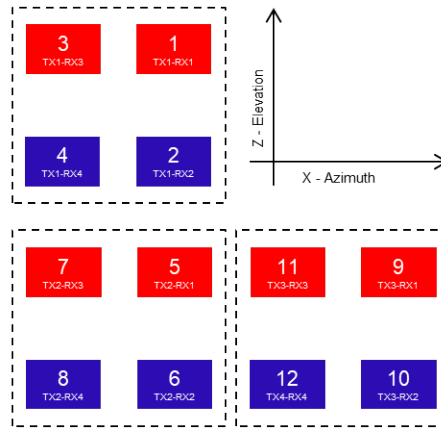 3
TX1-RX3
1
TX1-RX1
4
TX1-RX4
2
TX1-RX2
Z - Elevation
X - Azimuth
7
TX2-RX3
5
TX2-RX1
11
TX3-RX3
9
TX3-RX1
8
TX2-RX4
6
TX2-RX2
12
TX4-RX4
10
TX3-RX2